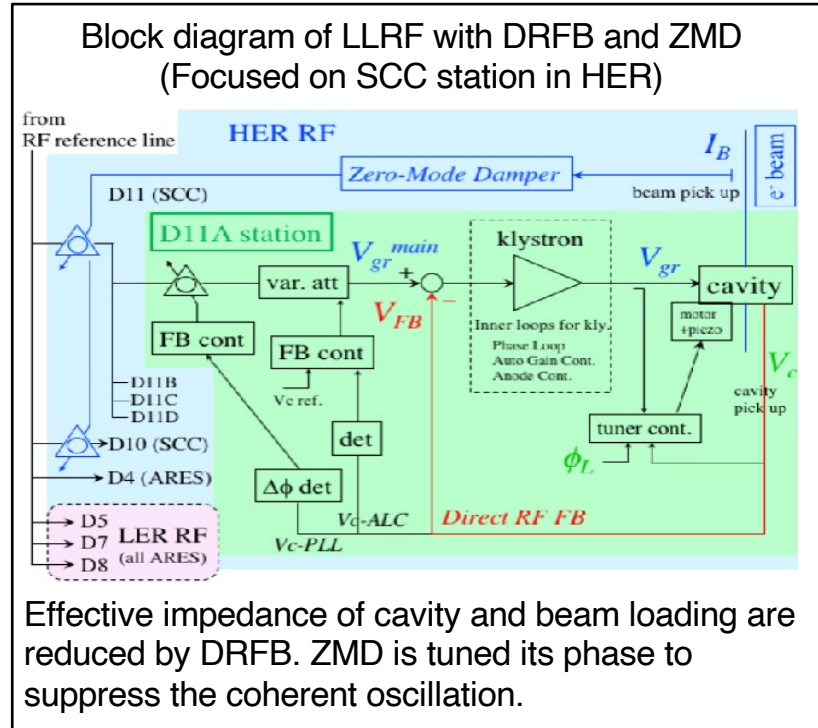 Block diagram of LLRF with DRFB and ZMD
(Focused on SCC station in HER)
from
RF reference line
HER RF
I_B
e- beam
Zero-Mode Damper
beam pick up
D11 (SCC)
D11A station
V_gr^main
klystron
V_gr
var. att
+
−
cavity
V_FB
motor
+piezo
Inner loops for kly.
Phase Loop
Auto Gain Cont.
Anode Cont.
FB cont
FB cont
V_c
cavity
pick up
Vc ref.
D11B
D11C
D11D
det
tuner cont.
D10 (SCC)
ϕ_L
D4 (ARES)
Δϕ det
D5
D7
D8
LER RF
(all ARES)
Vc-ALC
Vc-PLL
Direct RF FB
Effective impedance of cavity and beam loading are
reduced by DRFB. ZMD is tuned its phase to
suppress the coherent oscillation.